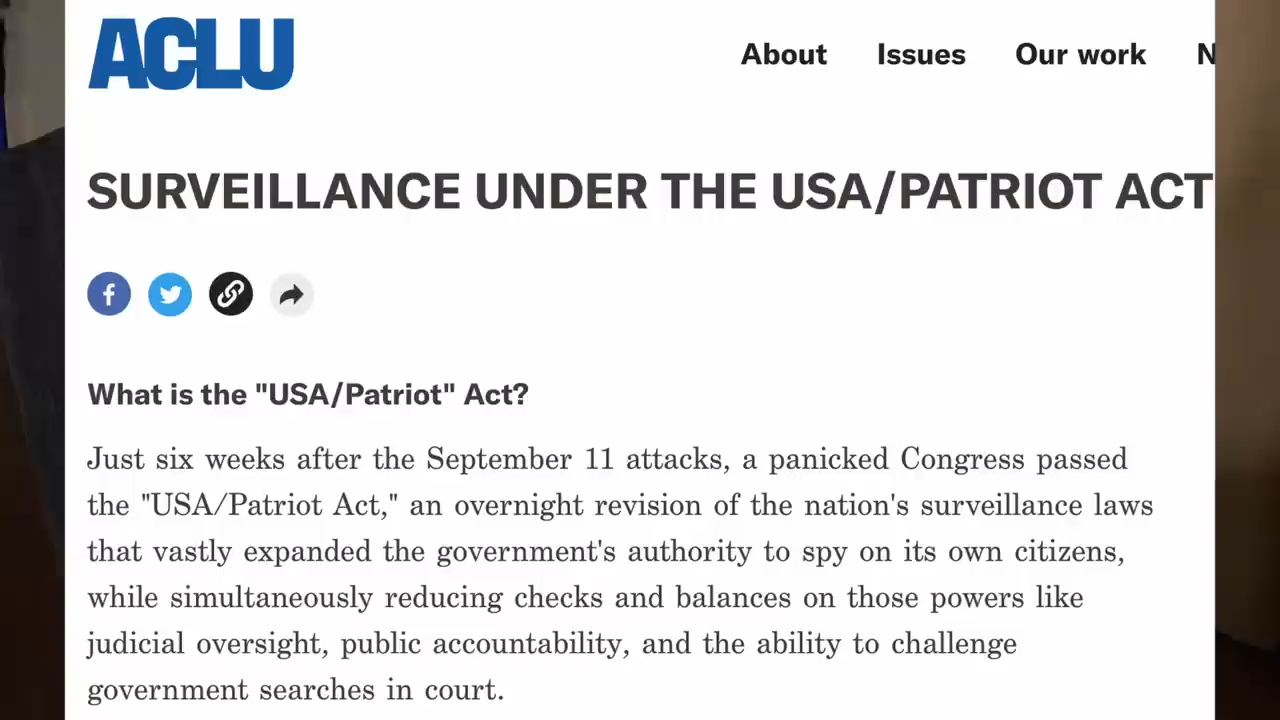 ACLU
About Issues Our work N
SURVEILLANCE UNDER THE USA/PATRIOT ACT
What is the "USA/Patriot" Act?
Just six weeks after the September 11 attacks, a panicked Congress passed
the "USA/Patriot Act," an overnight revision of the nation's surveillance laws
that vastly expanded the government's authority to spy on its own citizens,
while simultaneously reducing checks and balances on those powers like
judicial oversight, public accountability, and the ability to challenge
government searches in court.